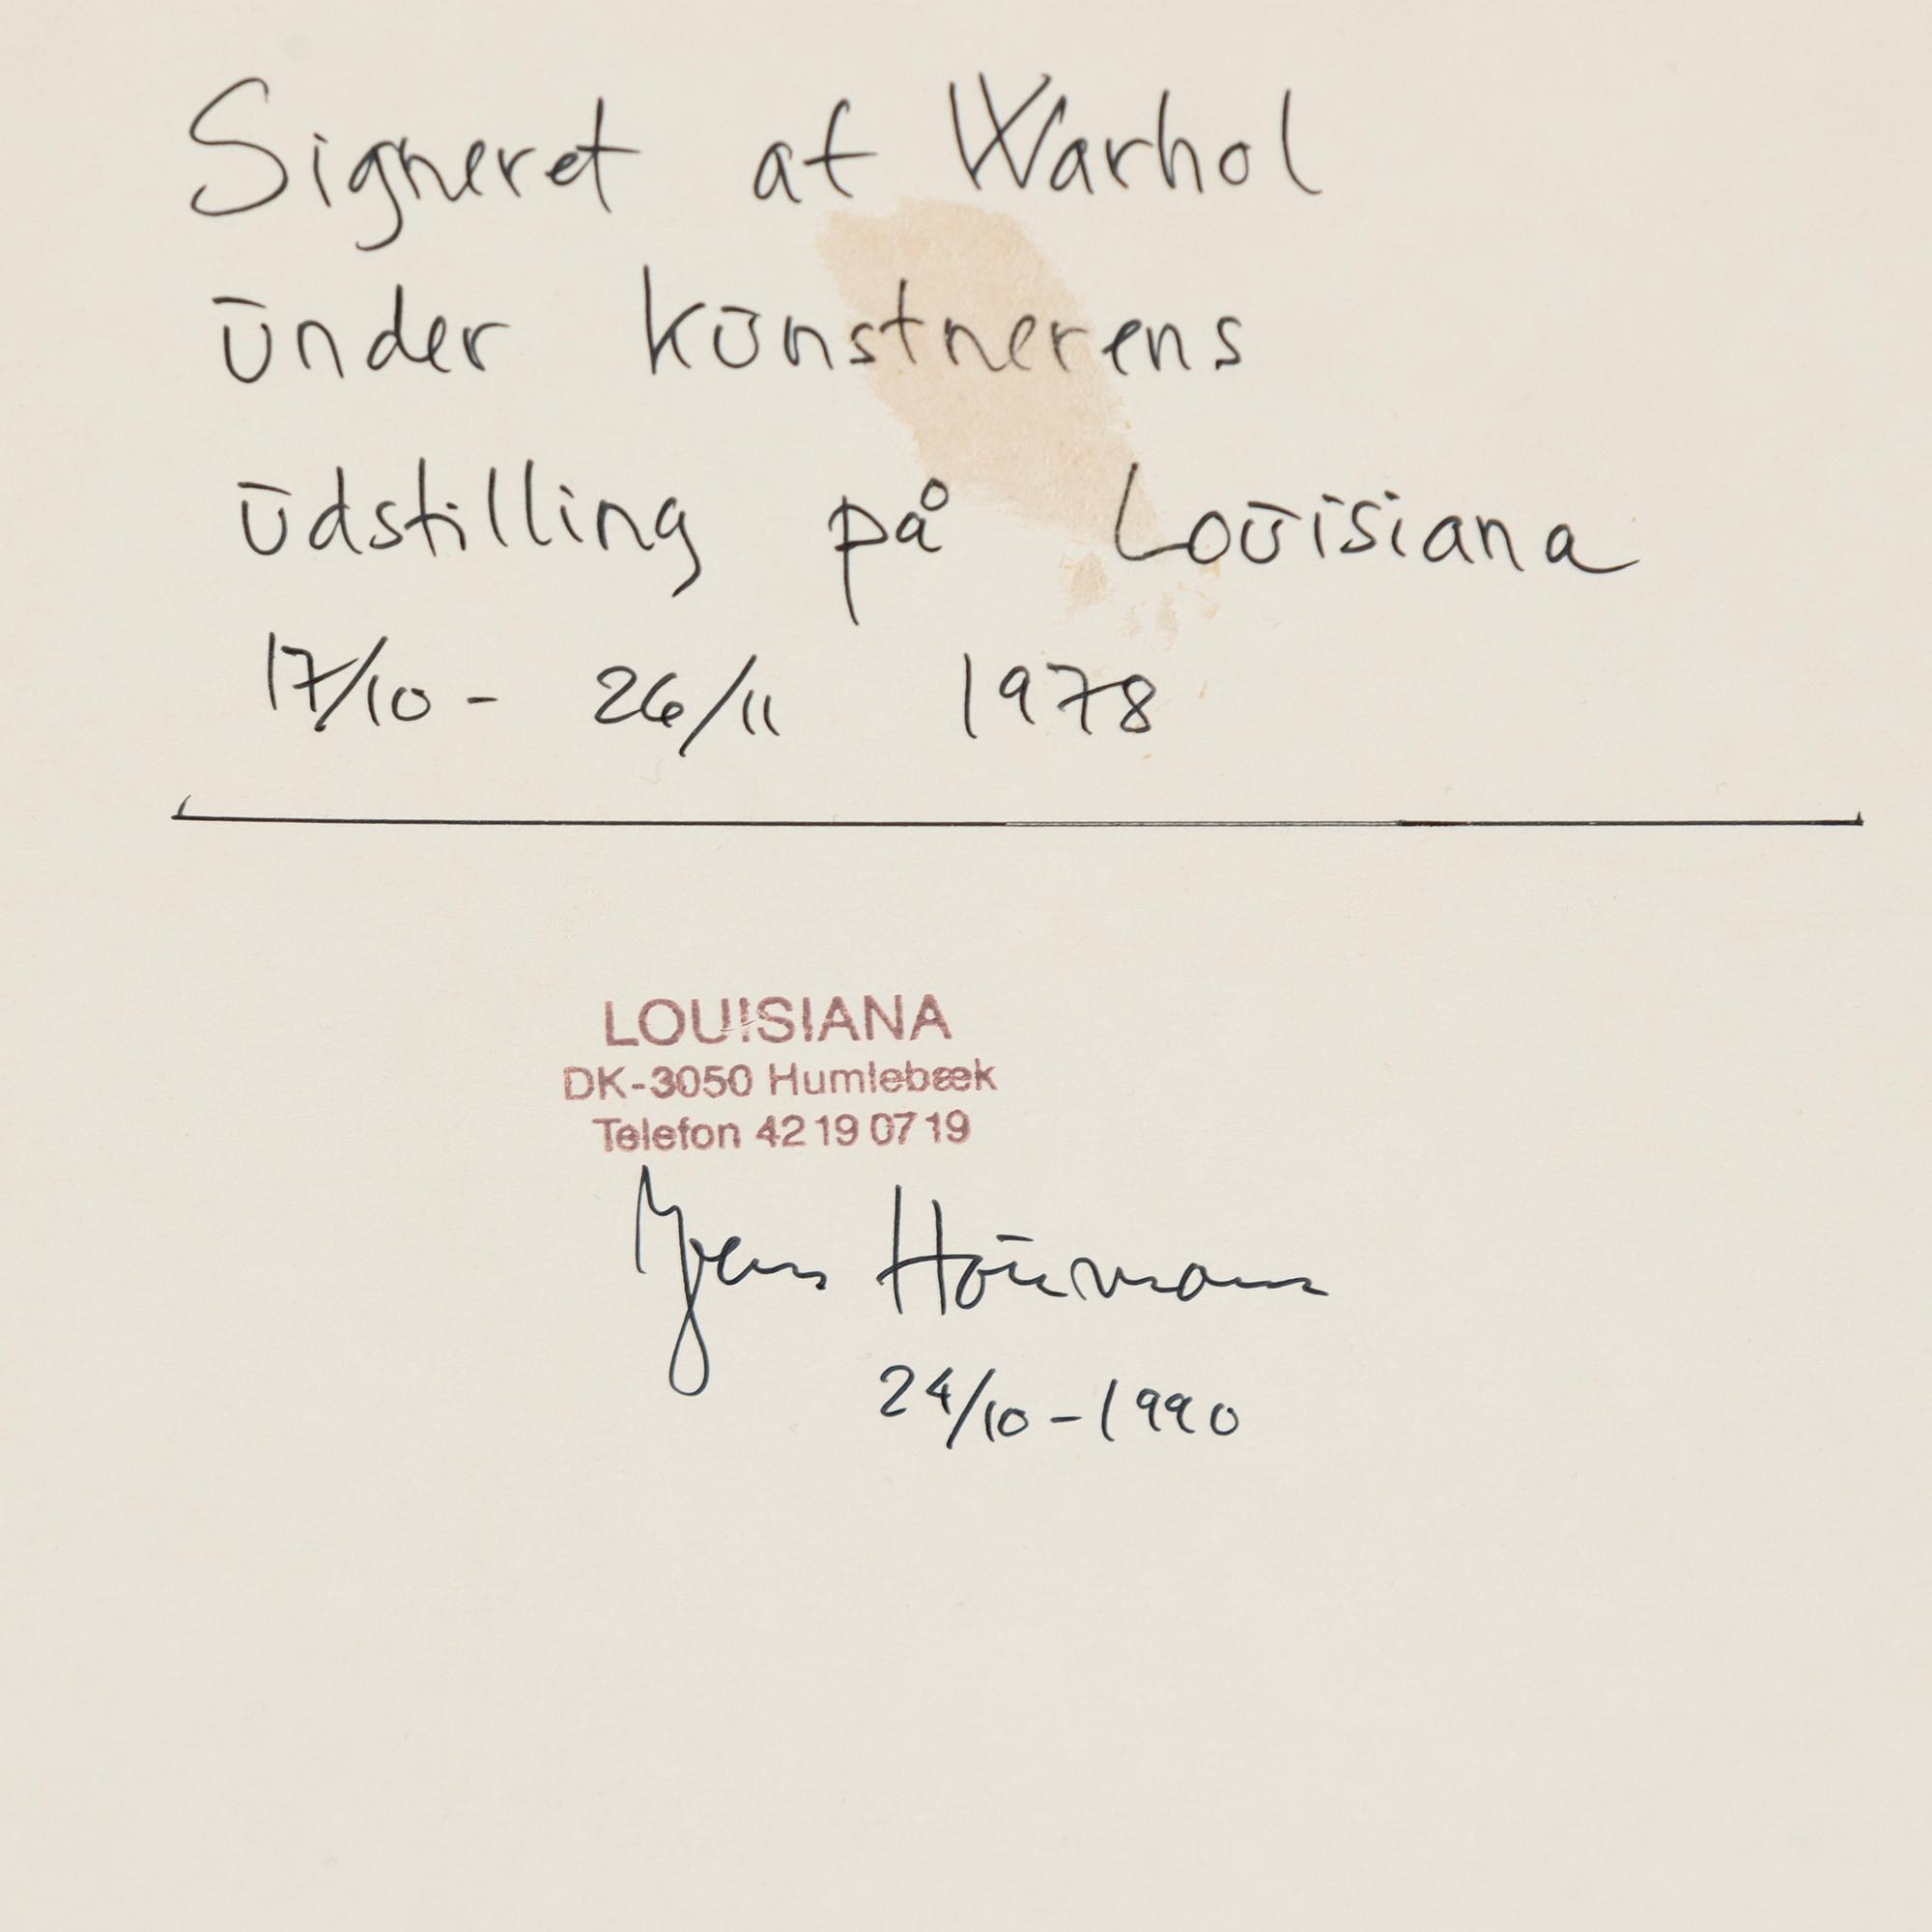 Signeret af Warhol
under kunstnerens
udstilling på Louisiana
17/10 - 26/11 1978
LOUISIANA
DK-3050 Humlebæk
Telefon 42 19 07 19
24/10 - 1990